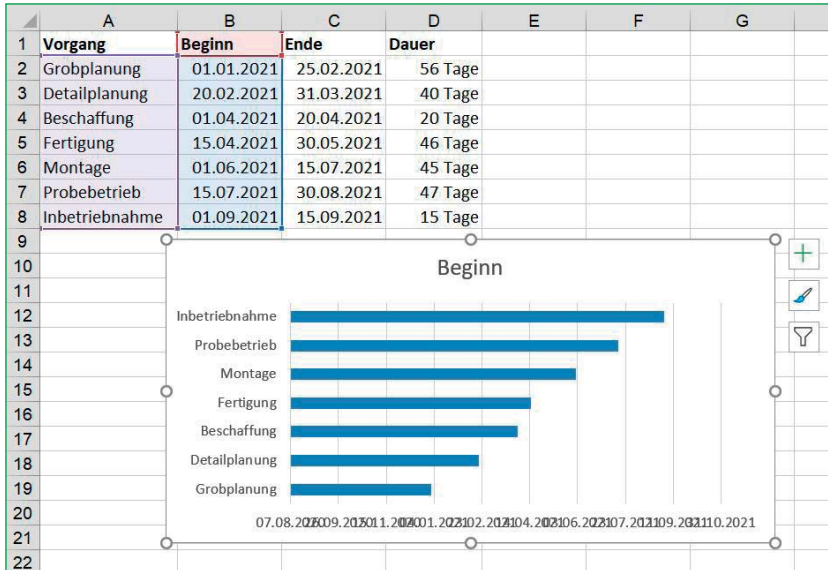 A B C D E F G
1 Vorgang Beginn Ende Dauer
2 Grobplanung 01.01.2021 25.02.2021 56 Tage
3 Detailplanung 20.02.2021 31.03.2021 40 Tage
4 Beschaffung 01.04.2021 20.04.2021 20 Tage
5 Fertigung 15.04.2021 30.05.2021 46 Tage
6 Montage 01.06.2021 15.07.2021 45 Tage
7 Probebetrieb 15.07.2021 30.08.2021 47 Tage
8 Inbetriebnahme 01.09.2021 15.09.2021 15 Tage
9
10 Beginn
11
12 Inbetriebnahme
13 Probebetrieb
14 Montage
15
16 Fertigung
17 Beschaffung
18 Detailplanung
19 Grobplanung
20
21
22